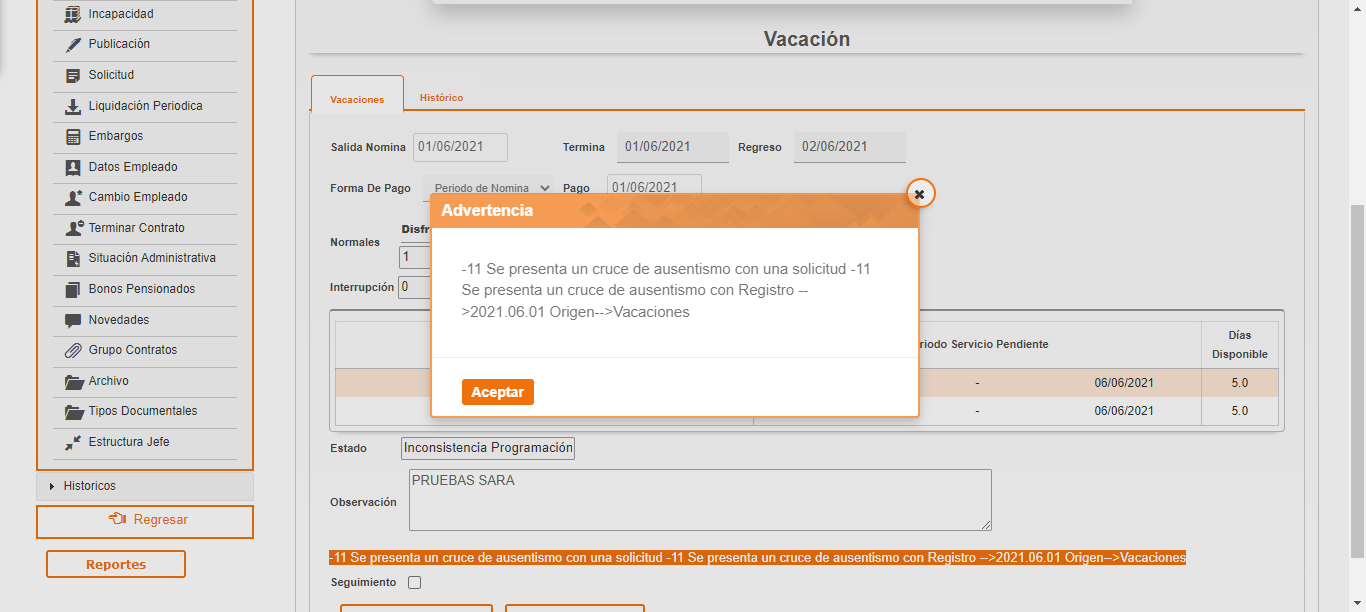 Incapacidad
Publicación
Solicitud
Liquidación Periodica
Embargos
Datos Empleado
Cambio Empleado
Terminar Contrato
Situación Administrativa
Bonos Pensionados
Novedades
Grupo Contratos
Archivo
Tipos Documentales
Estructura Jefe
Historicos
Regresar
Reportes
Vacación
Vacaciones Histórico
Salida Nomina 01/06/2021 Termina 01/06/2021 Regreso 02/06/2021
Forma De Pago Periodo de Nomina Pago 01/06/2021
Advertencia
Disfr
Normales
1
Interrupción 0
-11 Se presenta un cruce de ausentismo con una solicitud -11
Se presenta un cruce de ausentismo con Registro --
>2021.06.01 Origen-->Vacaciones
Aceptar
riodo Servicio Pendiente
Días
Disponible
- 06/06/2021 5.0
- 06/06/2021 5.0
Estado Inconsistencia Programación
Observación
PRUEBAS SARA
-11 Se presenta un cruce de ausentismo con una solicitud -11 Se presenta un cruce de ausentismo con Registro -->2021.06.01 Origen-->Vacaciones
Seguimiento